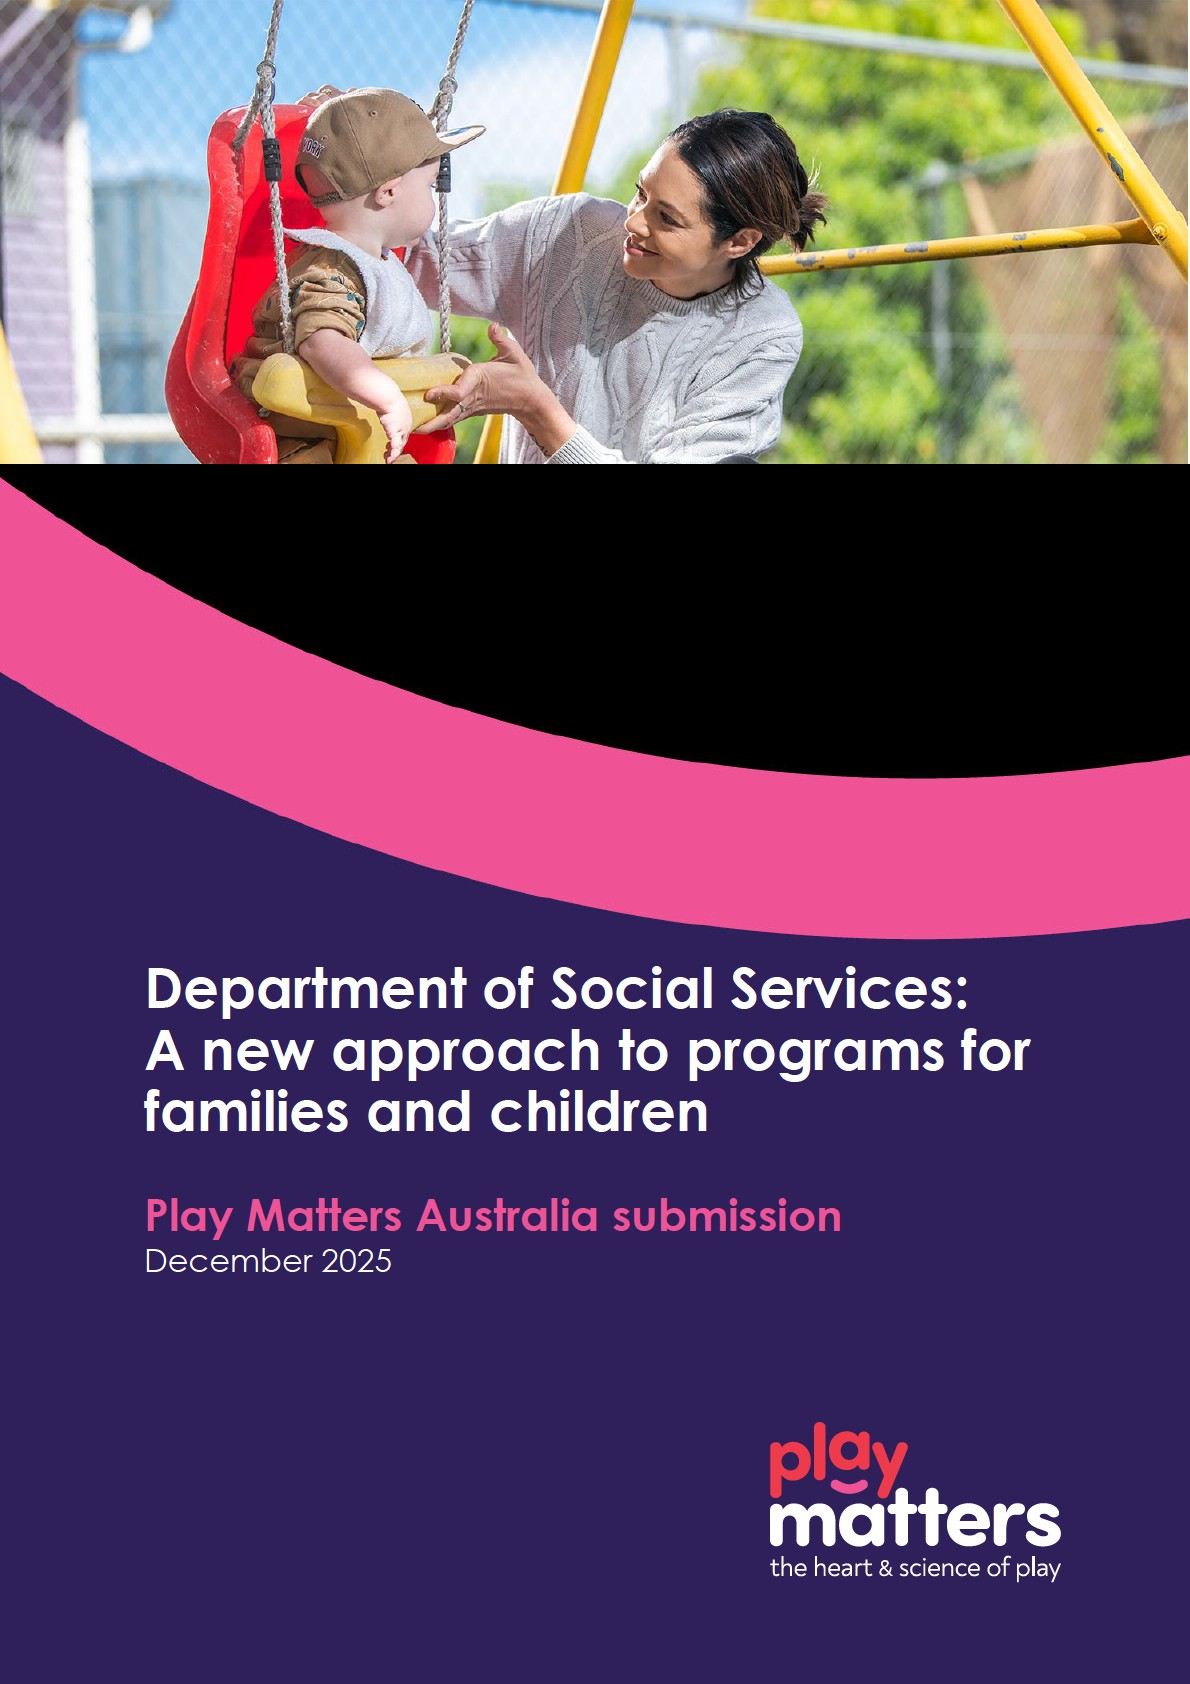 Department of Social Services:
A new approach to programs for
families and children
Play Matters Australia submission
December 2025
play
matters
the heart & science of play